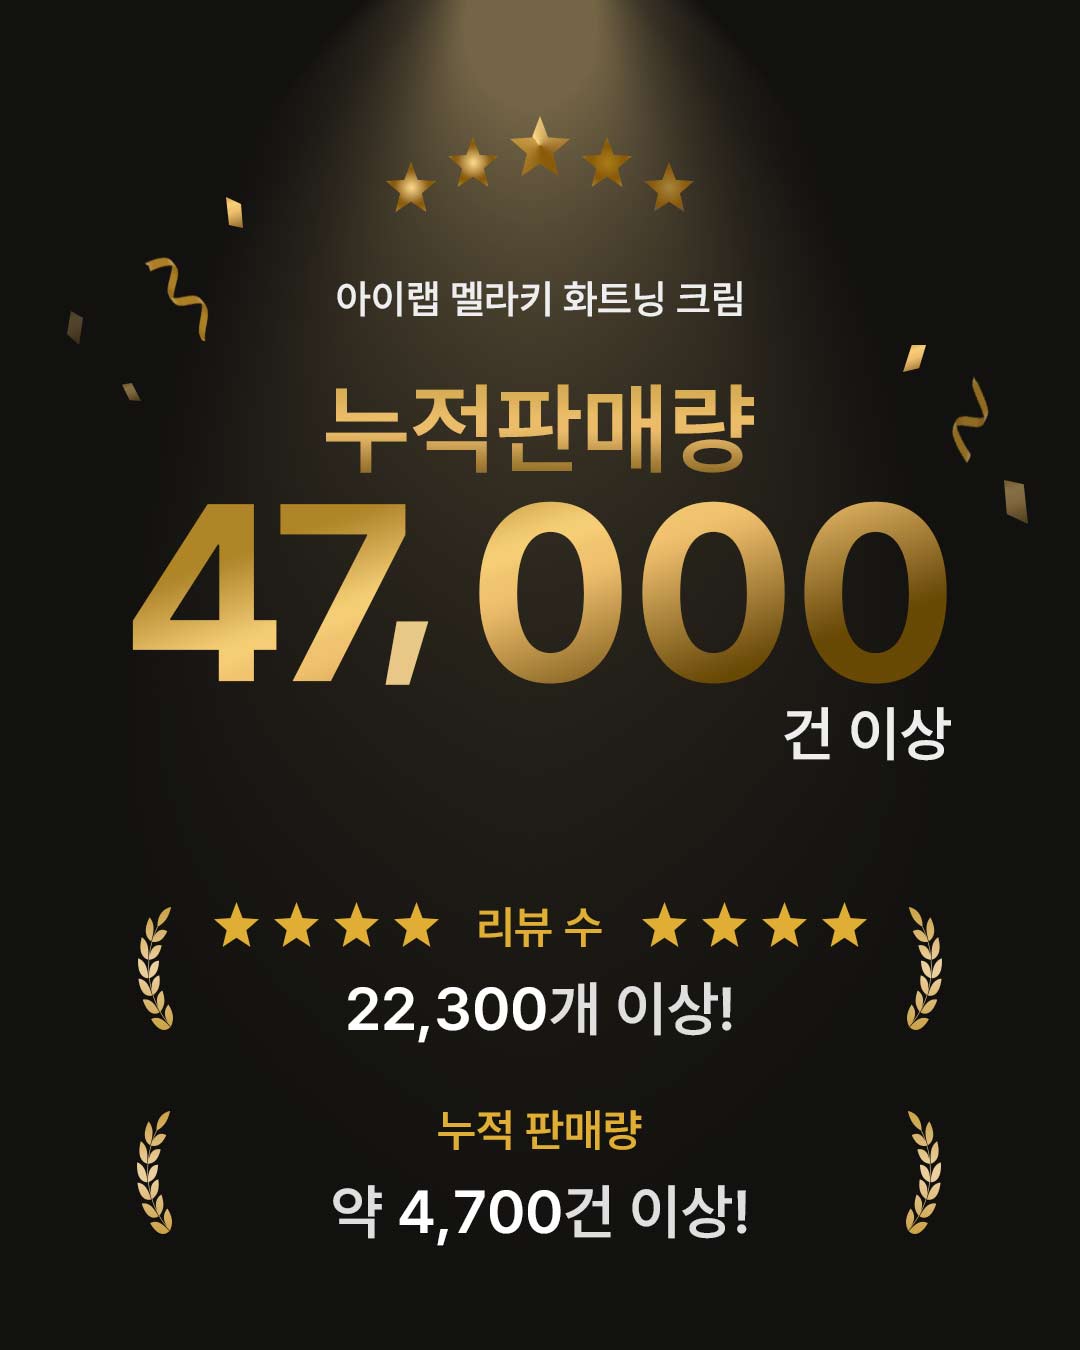 아이랩 멜라키 화트닝 크림
누적판매량
47,000
건 이상
리뷰 수
22,300개 이상!
누적 판매량
약 4,700건 이상!